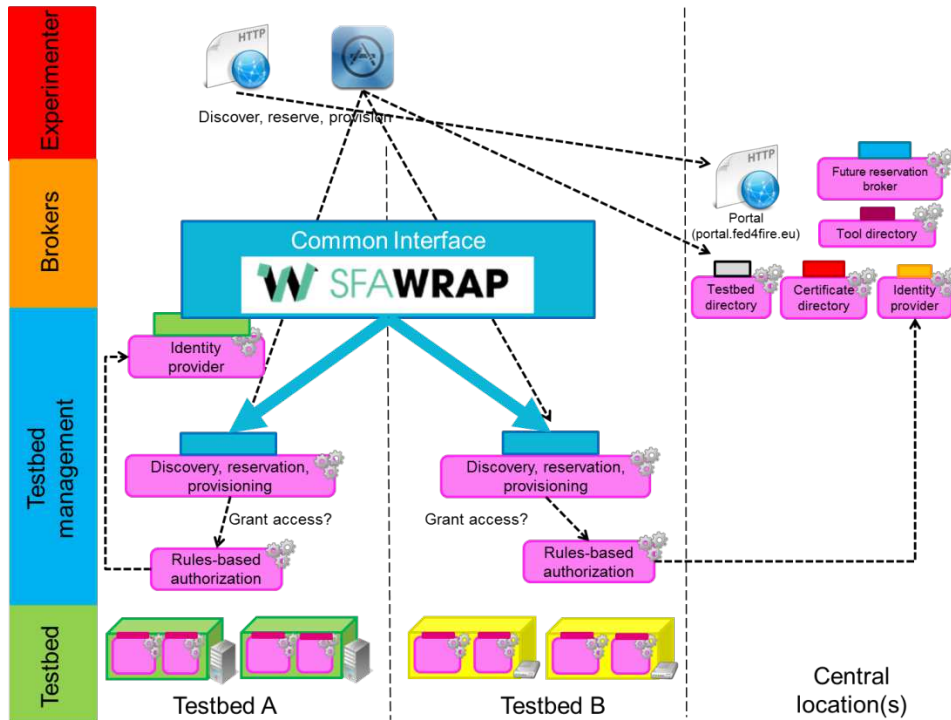 Experimenter
HTTP
Discover, reserve, provision
Brokers
HTTP
Portal
(portal.fed4fire.eu)
Future reservation
broker
Tool directory
Testbed
directory
Certificate
directory
Identity
provider
Common Interface
SFAWRAP
Testbed
management
Identity
provider
Discovery, reservation,
provisioning
Discovery, reservation,
provisioning
Grant access?
Grant access?
Rules-based
authorization
Rules-based
authorization
Testbed
Testbed A
Testbed B
Central
location(s)